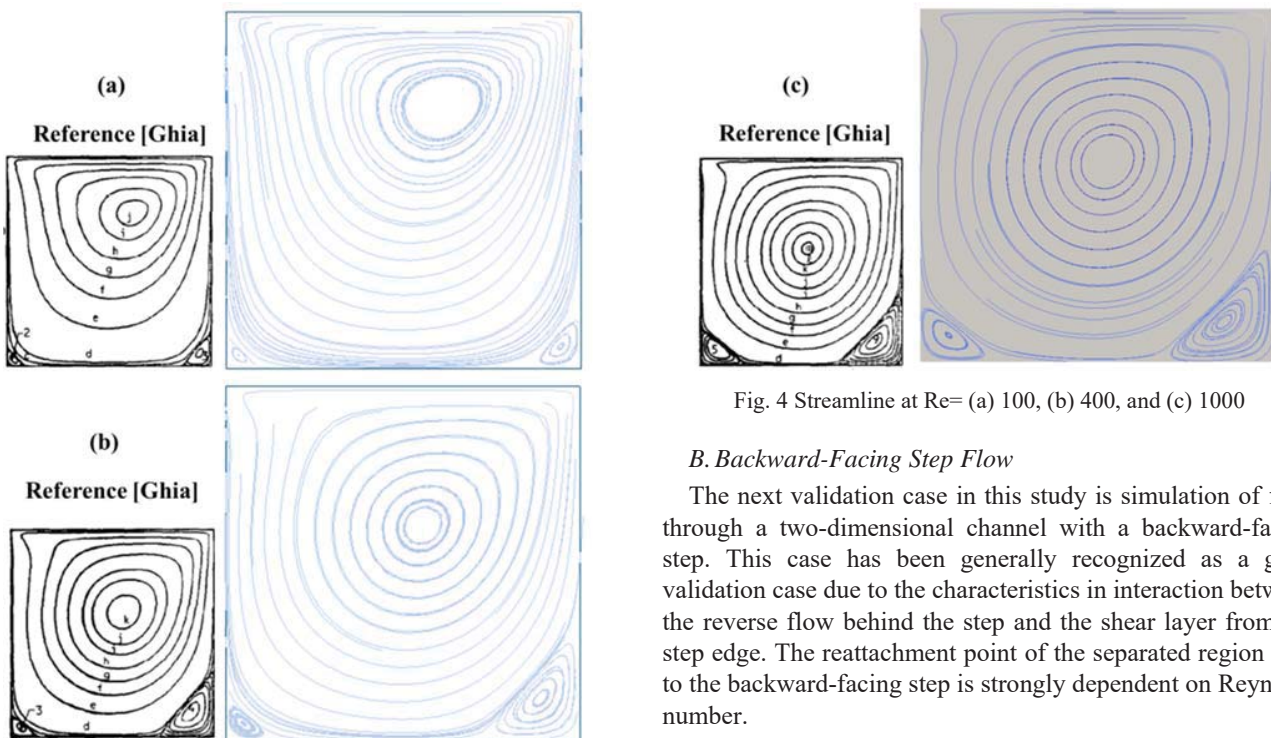 (a)
Reference [Ghia]
j
i
h
g
f
e
2
d
(b)
Reference [Ghia]
k
j
i
h
g
f
e
3
d
4
(c)
Reference [Ghia]
h
g
f
e
5
d
Fig. 4 Streamline at Re= (a) 100, (b) 400, and (c) 1000
B. Backward-Facing Step Flow
The next validation case in this study is simulation of
through a two-dimensional channel with a backward-fa
step. This case has been generally recognized as a g
validation case due to the characteristics in interaction betw
the reverse flow behind the step and the shear layer from
step edge. The reattachment point of the separated region
to the backward-facing step is strongly dependent on Reyn
number.